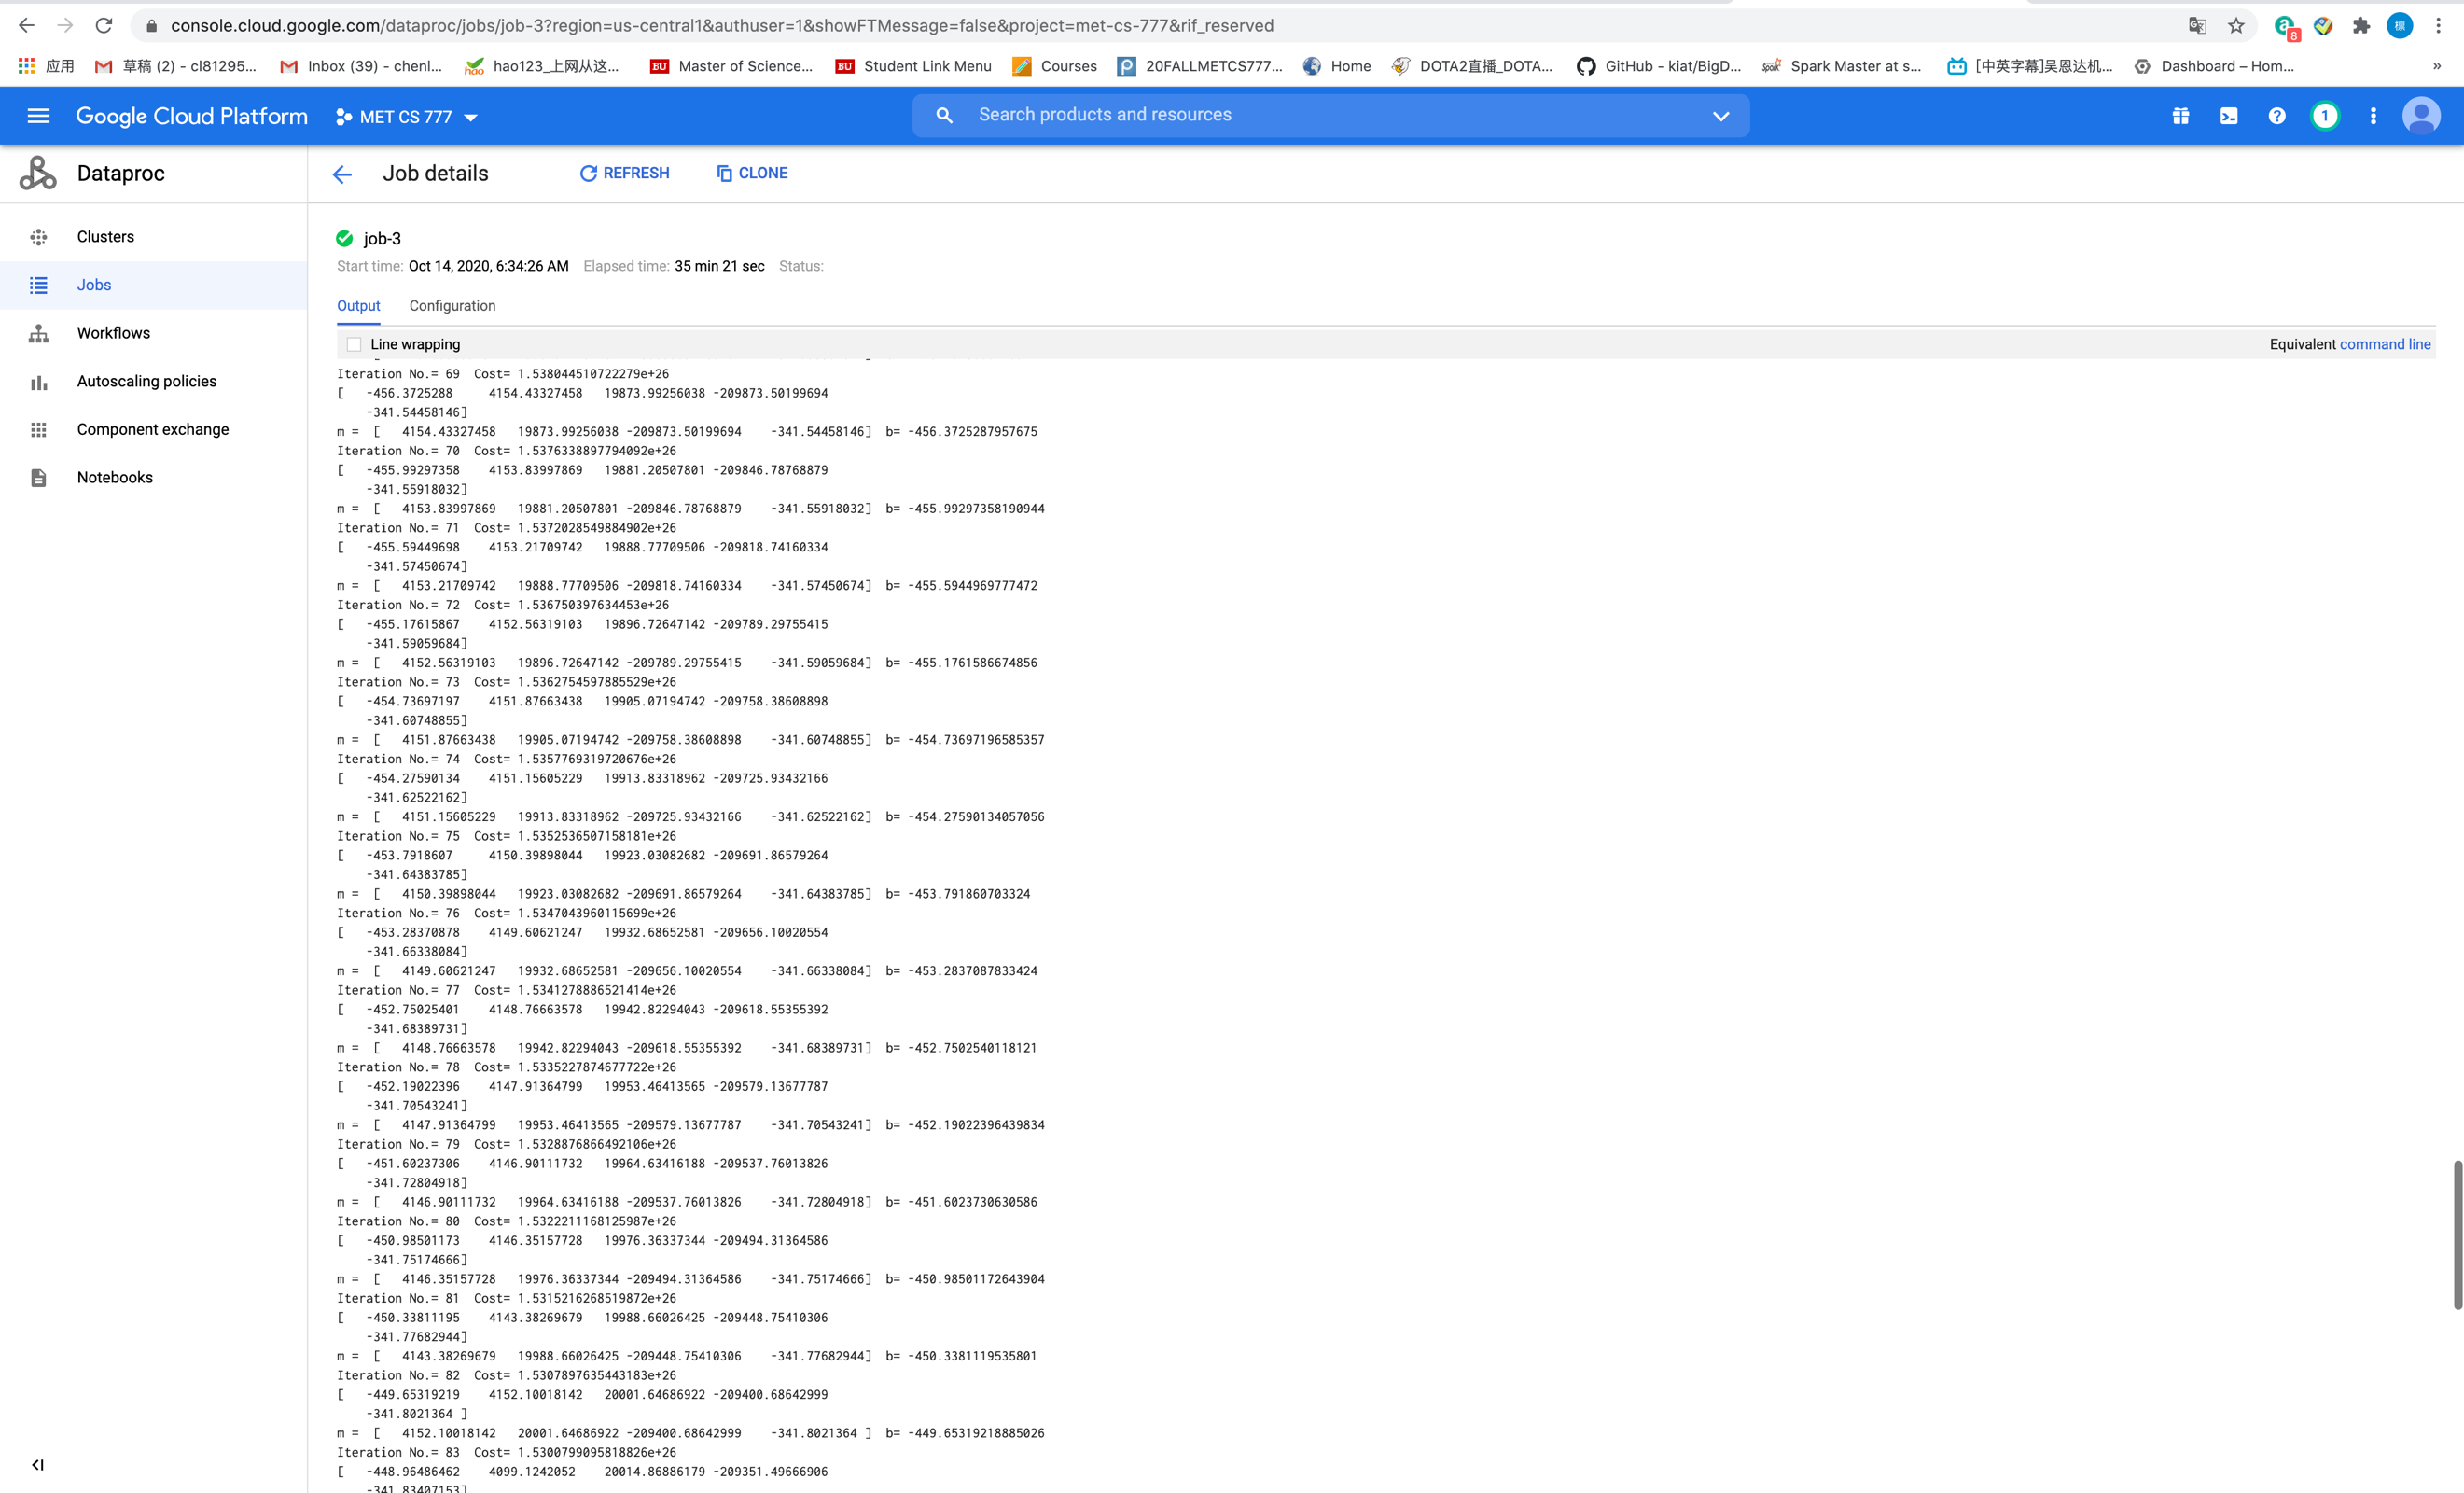 console.cloud.google.com/dataproc/jobs/job-3?region=us-central1&authuser=1&showFTMessage=false&project=met-cs-777&rif_reserved
8
檩
应用 草稿 (2) - cl81295... Inbox (39) - chenl... hao123_上网从这... BU Master of Science... BU Student Link Menu Courses 20FALLMETCS777... Home DOTA2直播_DOTA... GitHub - kiat/BigD... Spark Master at s... [中英字幕]吴恩达机... Dashboard – Hom... »
Google Cloud Platform MET CS 777 Search products and resources 1
Dataproc
Job details REFRESH CLONE
Clusters
Jobs
Workflows
Autoscaling policies
Component exchange
Notebooks
job-3
Start time: Oct 14, 2020, 6:34:26 AM Elapsed time: 35 min 21 sec Status:
Output Configuration
Line wrapping Equivalent command line
Iteration No.= 69 Cost= 1.538044510722279e+26
[ -456.3725288 4154.43327458 19873.99256038 -209873.50199694
-341.54458146]
m = [ 4154.43327458 19873.99256038 -209873.50199694 -341.54458146] b= -456.3725287957675
Iteration No.= 70 Cost= 1.5376338897794092e+26
[ -455.99297358 4153.83997869 19881.20507801 -209846.78768879
-341.55918032]
m = [ 4153.83997869 19881.20507801 -209846.78768879 -341.55918032] b= -455.99297358190944
Iteration No.= 71 Cost= 1.5372028549884902e+26
[ -455.59449698 4153.21709742 19888.77709506 -209818.74160334
-341.57450674]
m = [ 4153.21709742 19888.77709506 -209818.74160334 -341.57450674] b= -455.5944969777472
Iteration No.= 72 Cost= 1.536750397634453e+26
[ -455.17615867 4152.56319103 19896.72647142 -209789.29755415
-341.59059684]
m = [ 4152.56319103 19896.72647142 -209789.29755415 -341.59059684] b= -455.1761586674856
Iteration No.= 73 Cost= 1.5362754597885529e+26
[ -454.73697197 4151.87663438 19905.07194742 -209758.38608898
-341.60748855]
m = [ 4151.87663438 19905.07194742 -209758.38608898 -341.60748855] b= -454.73697196585357
Iteration No.= 74 Cost= 1.5357769319720676e+26
[ -454.27590134 4151.15605229 19913.83318962 -209725.93432166
-341.62522162]
m = [ 4151.15605229 19913.83318962 -209725.93432166 -341.62522162] b= -454.27590134057056
Iteration No.= 75 Cost= 1.5352536507158181e+26
[ -453.7918607 4150.39898044 19923.03082682 -209691.86579264
-341.64383785]
m = [ 4150.39898044 19923.03082682 -209691.86579264 -341.64383785] b= -453.791860703324
Iteration No.= 76 Cost= 1.5347043960115699e+26
[ -453.28370878 4149.60621247 19932.68652581 -209656.10020554
-341.66338084]
m = [ 4149.60621247 19932.68652581 -209656.10020554 -341.66338084] b= -453.2837087833424
Iteration No.= 77 Cost= 1.5341278886521414e+26
[ -452.75025401 4148.76663578 19942.82294043 -209618.55355392
-341.68389731]
m = [ 4148.76663578 19942.82294043 -209618.55355392 -341.68389731] b= -452.7502540118121
Iteration No.= 78 Cost= 1.5335227874677722e+26
[ -452.19022396 4147.91364799 19953.46413565 -209579.13677787
-341.70543241]
m = [ 4147.91364799 19953.46413565 -209579.13677787 -341.70543241] b= -452.19022396439834
Iteration No.= 79 Cost= 1.5328876866492106e+26
[ -451.60237306 4146.90111732 19964.63416188 -209537.76013826
-341.72804918]
m = [ 4146.90111732 19964.63416188 -209537.76013826 -341.72804918] b= -451.6023730630586
Iteration No.= 80 Cost= 1.5322211168125987e+26
[ -450.98501173 4146.35157728 19976.36337344 -209494.31364586
-341.75174666]
m = [ 4146.35157728 19976.36337344 -209494.31364586 -341.75174666] b= -450.98501172643904
Iteration No.= 81 Cost= 1.5315216268519872e+26
[ -450.33811195 4143.38269679 19988.66026425 -209448.75410306
-341.77682944]
m = [ 4143.38269679 19988.66026425 -209448.75410306 -341.77682944] b= -450.3381119535801
Iteration No.= 82 Cost= 1.5307897635443183e+26
[ -449.65319219 4152.10018142 20001.64686922 -209400.68642999
-341.8021364 ]
m = [ 4152.10018142 20001.64686922 -209400.68642999 -341.8021364 ] b= -449.65319218885026
Iteration No.= 83 Cost= 1.5300799095818826e+26
[ -448.96486462 4099.1242052 20014.86886179 -209351.49666906
-341.83407153]